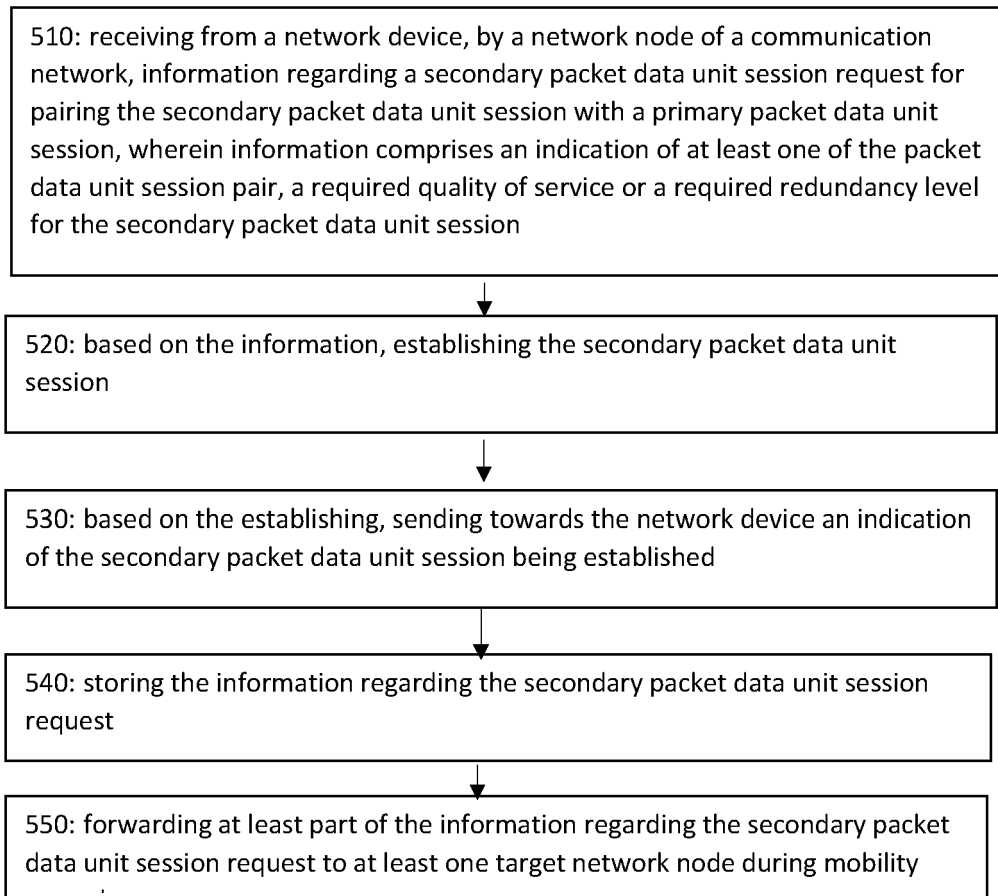 510: receiving from a network device, by a network node of a communication
network, information regarding a secondary packet data unit session request for
pairing the secondary packet data unit session with a primary packet data unit
session, wherein information comprises an indication of at least one of the packet
data unit session pair, a required quality of service or a required redundancy level
for the secondary packet data unit session
520: based on the information, establishing the secondary packet data unit
session
530: based on the establishing, sending towards the network device an indication
of the secondary packet data unit session being established
540: storing the information regarding the secondary packet data unit session
request
550: forwarding at least part of the information regarding the secondary packet
data unit session request to at least one target network node during mobility